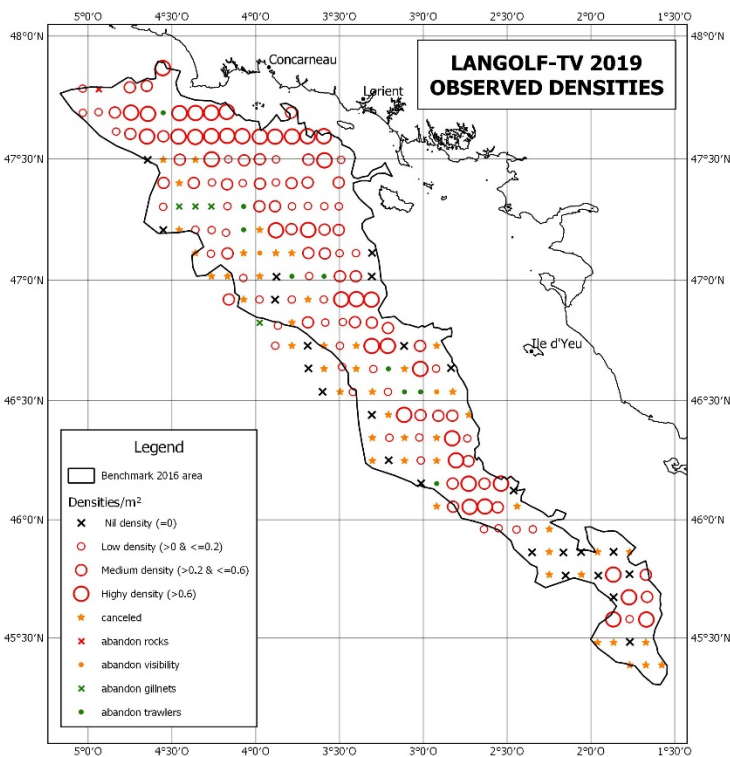 5°0'O 4°30'O 4°0'O 3°30'O 3°0'O 2°30'O 2°0'O 1°30'O
48°0'N
Concarneau
LANGOLF-TV 2019
OBSERVED DENSITIES
Lorient
47°30'N
47°0'N
Ile d'Yeu
46°30'N
Legend
Benchmark 2016 area
Densities/m²
Nil density (=0)
Low density (>0 & <=0.2)
Medium density (>0.2 & <=0.6)
Highy density (>0.6)
canceled
abandon rocks
abandon visibility
abandon gillnets
abandon trawlers
46°0'N
45°30'N
48°0'N
47°30'N
47°0'N
46°30'N
46°0'N
45°30'N
5°0'O 4°30'O 4°0'O 3°30'O 3°0'O 2°30'O 2°0'O 1°30'O